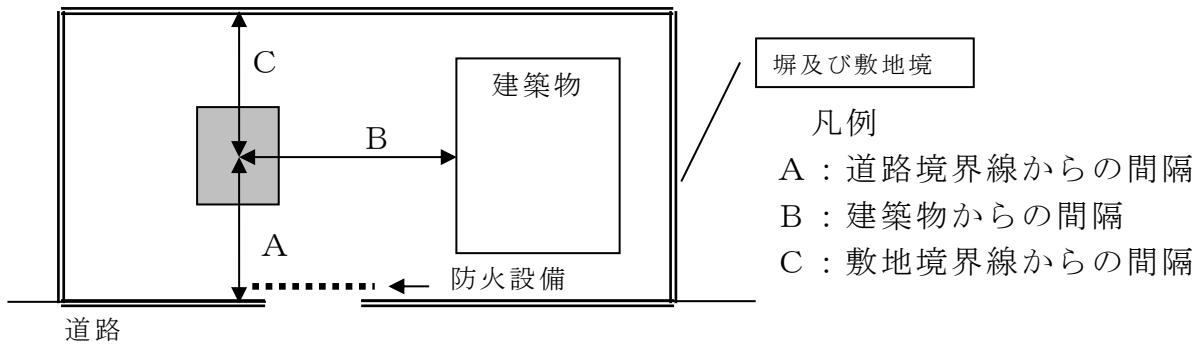 C
建築物
B
A
防火設備
道路
塀及び敷地境
凡例
A：道路境界線からの間隔
B：建築物からの間隔
C：敷地境界線からの間隔